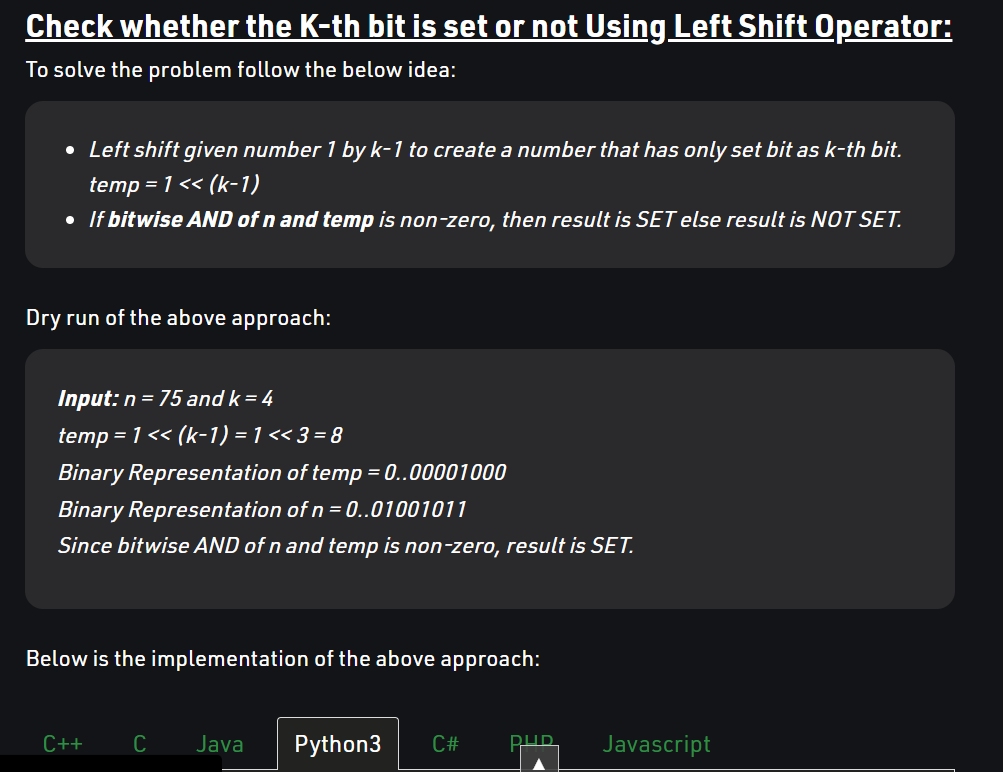 Check whether the K-th bit is set or not Using Left Shift Operator:
To solve the problem follow the below idea:
• Left shift given number 1 by k-1 to create a number that has only set bit as k-th bit.
temp = 1 << (k-1)
• If bitwise AND of n and temp is non-zero, then result is SET else result is NOT SET.
Dry run of the above approach:
Input: n = 75 and k = 4
temp = 1 << (k-1) = 1 << 3 = 8
Binary Representation of temp = 0..00001000
Binary Representation of n = 0..01001011
Since bitwise AND of n and temp is non-zero, result is SET.
Below is the implementation of the above approach:
C++ C Java Python3 C# PHP Javascript